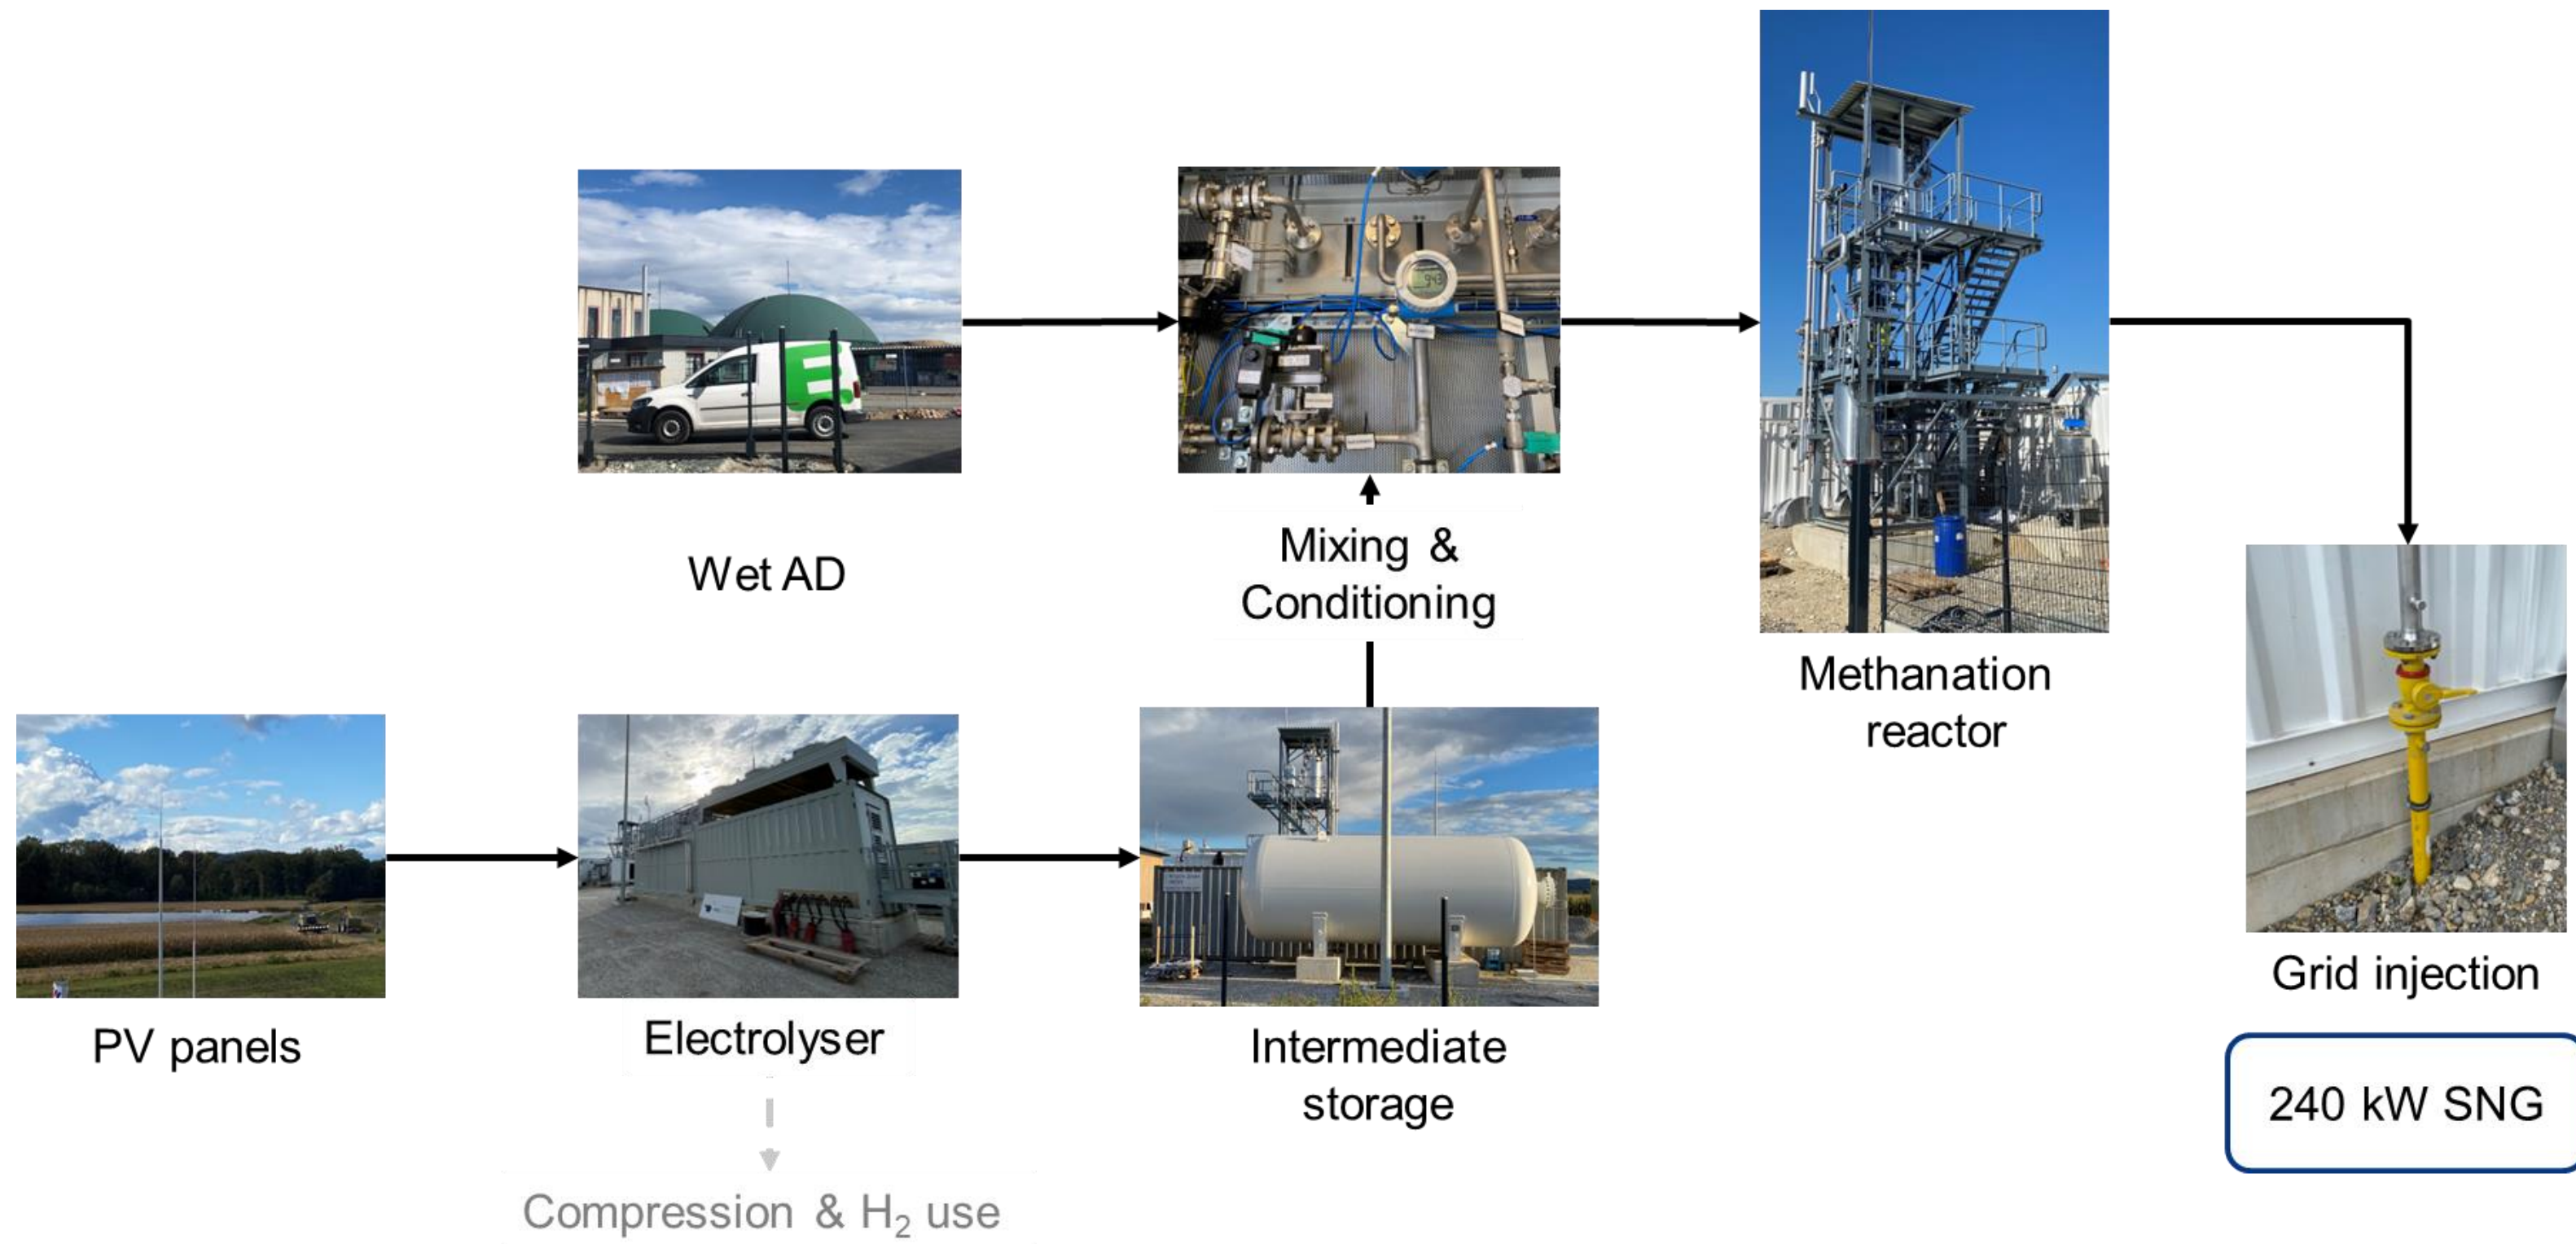 Wet AD
Mixing &
Conditioning
Methanation
reactor
PV panels
Electrolyser
Intermediate
storage
Grid injection
240 kW SNG
Compression & H₂ use